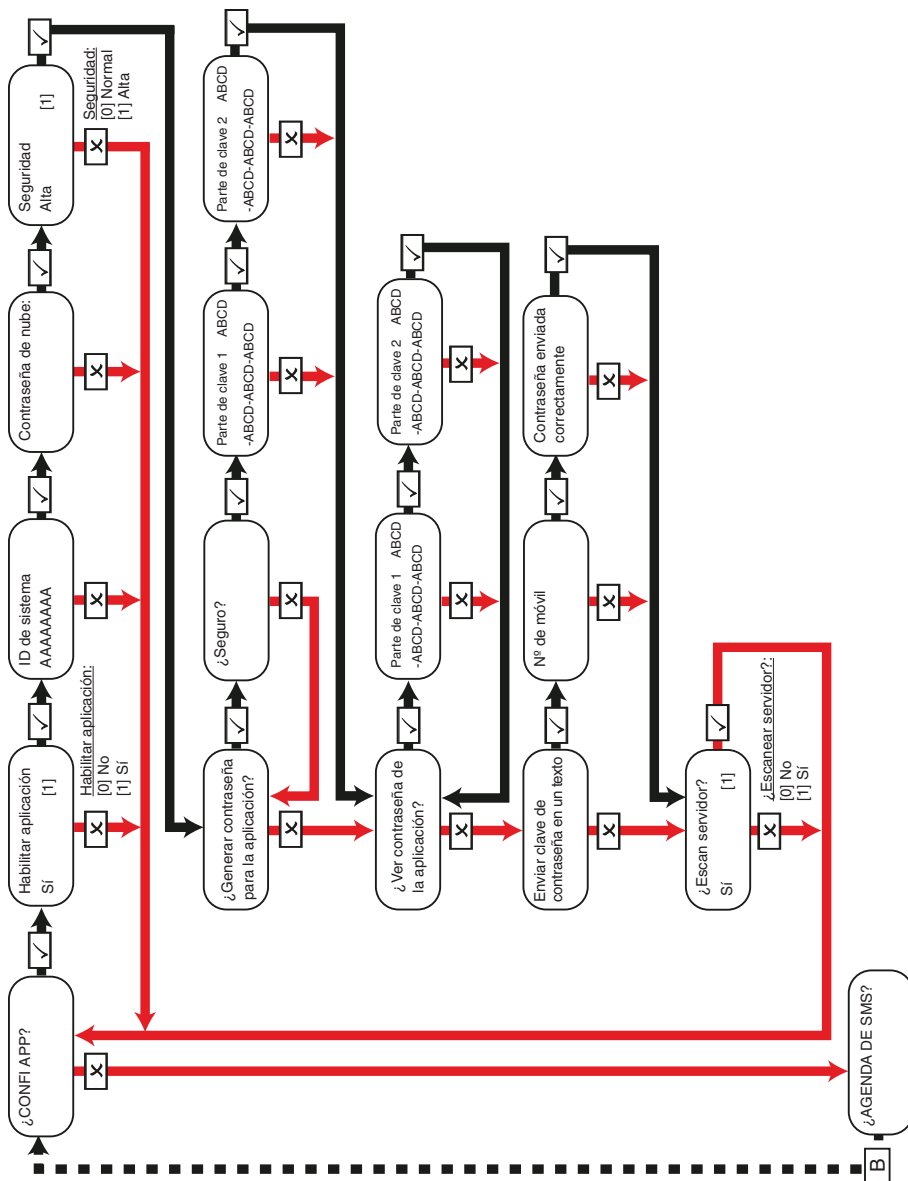 ¿CONFI APP?
Habilitar aplicación
Sí [1]
Habilitar aplicación:
[0] No
[1] Sí
ID de sistema
AAAAAAA
Contraseña de nube:
Seguridad
Alta [1]
Seguridad:
[0] Normal
[1] Alta
¿Generar contraseña
para la aplicación?
¿Seguro?
Parte de clave 1 ABCD
-ABCD-ABCD-ABCD
Parte de clave 2 ABCD
-ABCD-ABCD-ABCD
¿Ver contraseña de
la aplicación?
Parte de clave 1 ABCD
-ABCD-ABCD-ABCD
Parte de clave 2 ABCD
-ABCD-ABCD-ABCD
Enviar clave de
contraseña en un texto
Nº de móvil
Contraseña enviada
correctamente
¿Escan servidor?
Sí [1]
¿Escanear servidor?:
[0] No
[1] Sí
B
¿AGENDA DE SMS?